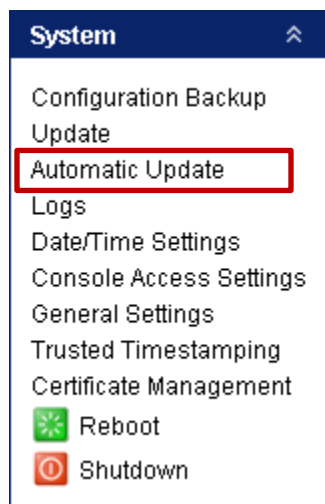 System
Configuration Backup
Update
Automatic Update
Logs
Date/Time Settings
Console Access Settings
General Settings
Trusted Timestamping
Certificate Management
Reboot
Shutdown